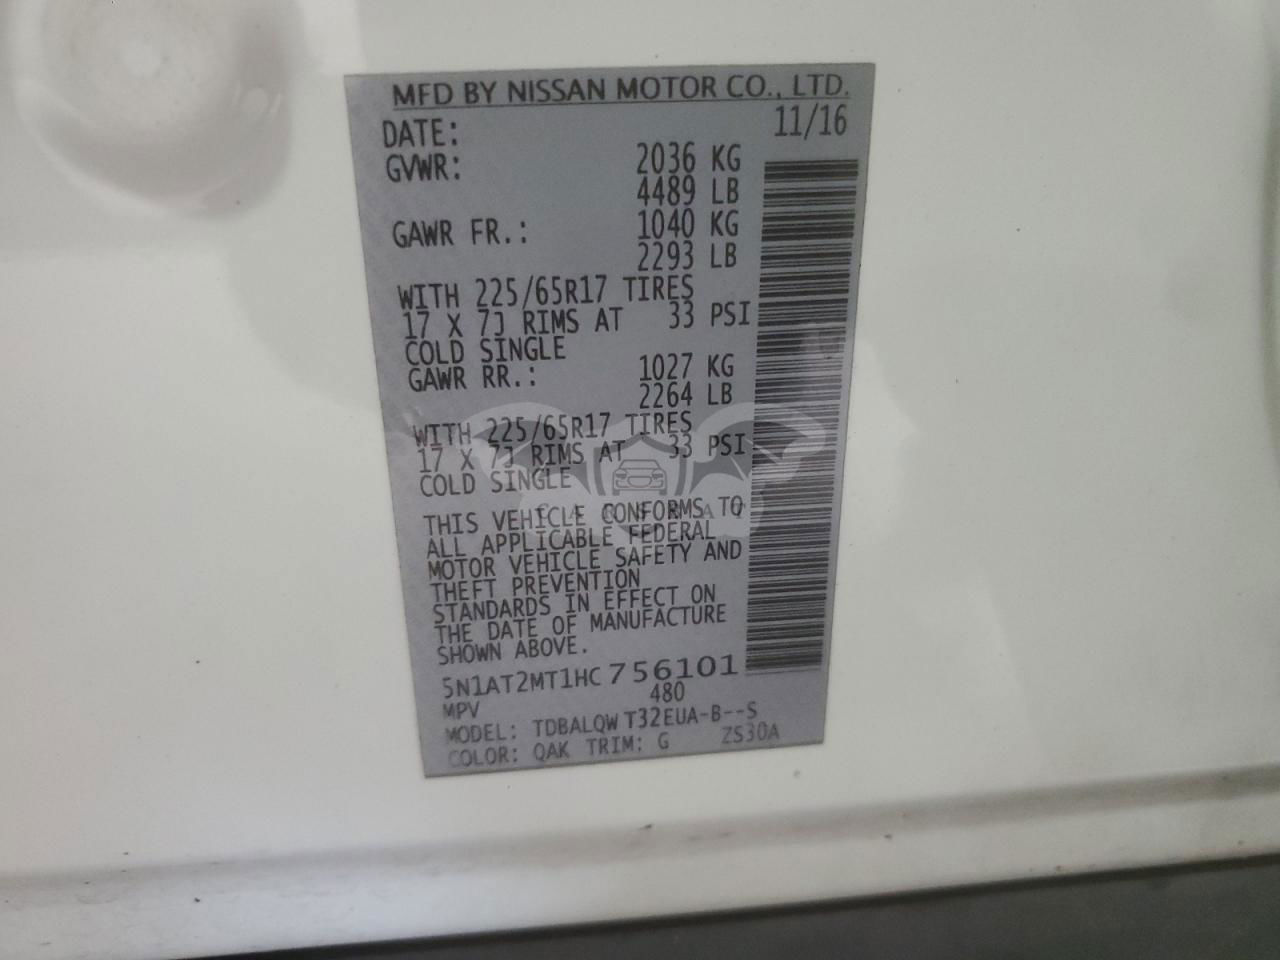 MFD BY NISSAN MOTOR CO., LTD.
DATE: 11/16
GVWR: 2036 KG
4489 LB
GAWR FR.: 1040 KG
2293 LB
WITH 225/65R17 TIRES
17 X 7J RIMS AT 33 PSI
COLD SINGLE
GAWR RR.: 1027 KG
2264 LB
WITH 225/65R17 TIRES
17 X 7J RIMS AT 33 PSI
COLD SINGLE
THIS VEHICLE CONFORMS TO
ALL APPLICABLE FEDERAL
MOTOR VEHICLE SAFETY AND
THEFT PREVENTION
STANDARDS IN EFFECT ON
THE DATE OF MANUFACTURE
SHOWN ABOVE.
5N1AT2MT1HC756101
MPV 480
MODEL: TDBALQWT32EUA-B--S
COLOR: QAK TRIM: G ZS30A